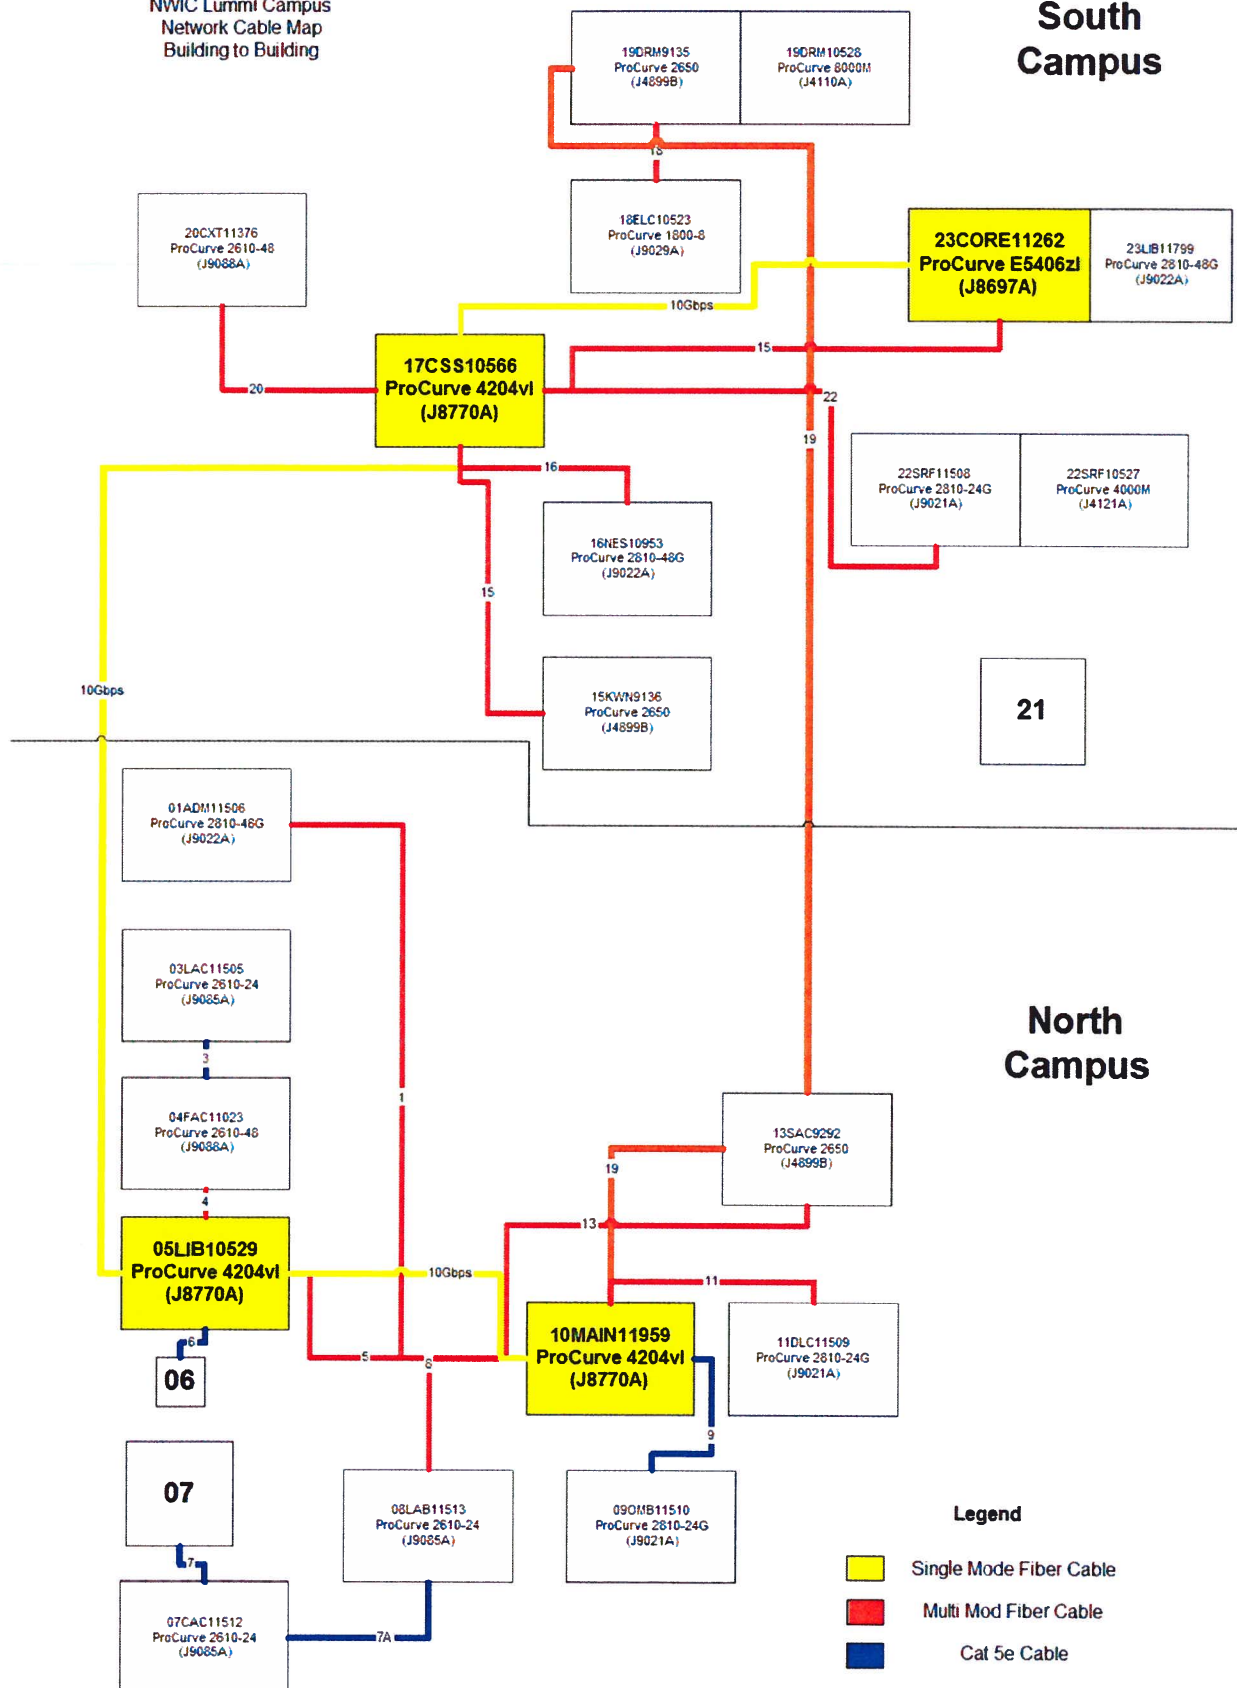 NWIC Lummi Campus
Network Cable Map
Building to Building
South
Campus
19DRM9135
ProCurve 2650
(J4899B)
19DRM10528
ProCurve 8000M
(J4110A)
18
18ELC10523
ProCurve 1800-8
(J9029A)
20CXT11376
ProCurve 2610-48
(J9088A)
23CORE11262
ProCurve E5406zl
(J8697A)
23LIB11799
ProCurve 2810-48G
(J9022A)
10Gbps
15
17CSS10566
ProCurve 4204vl
(J8770A)
20
22
19
22SRF11508
ProCurve 2810-24G
(J9021A)
22SRF10527
ProCurve 4000M
(J4121A)
16
16NES10953
ProCurve 2810-48G
(J9022A)
15
15KWN9136
ProCurve 2650
(J4899B)
10Gbps
21
01ADM11506
ProCurve 2810-48G
(J9022A)
03LAC11505
ProCurve 2610-24
(J9085A)
3
North
Campus
1
04FAC11023
ProCurve 2610-48
(J9088A)
4
13SAC9292
ProCurve 2650
(J4899B)
19
13
05LIB10529
ProCurve 4204vl
(J8770A)
10Gbps
11
10MAIN11959
ProCurve 4204vl
(J8770A)
11DLC11509
ProCurve 2810-24G
(J9021A)
6
5
8
06
9
07
08LAB11513
ProCurve 2610-24
(J9085A)
09OMB11510
ProCurve 2810-24G
(J9021A)
7
07CAC11512
ProCurve 2610-24
(J9085A)
7A
Legend
Single Mode Fiber Cable
Multi Mod Fiber Cable
Cat 5e Cable